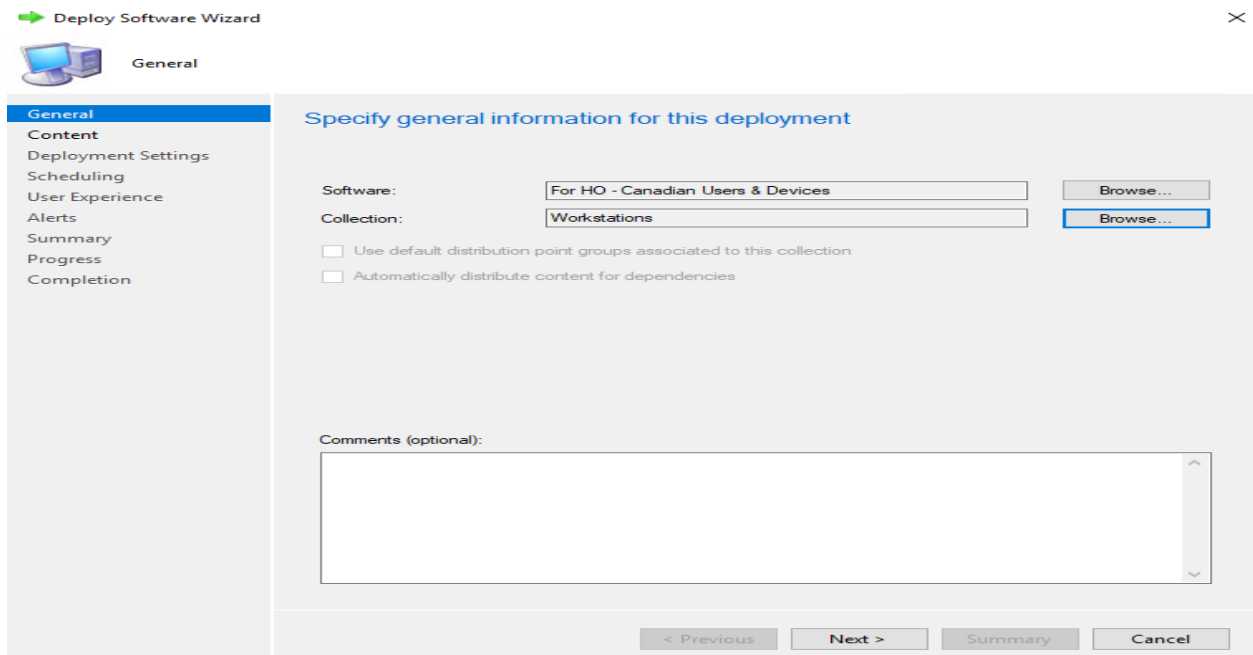 Deploy Software Wizard
General
General
Content
Deployment Settings
Scheduling
User Experience
Alerts
Summary
Progress
Completion
Specify general information for this deployment
Software: For HO - Canadian Users & Devices Browse...
Collection: Workstations Browse...
Use default distribution point groups associated to this collection
Automatically distribute content for dependencies
Comments (optional):
< Previous Next > Summary Cancel